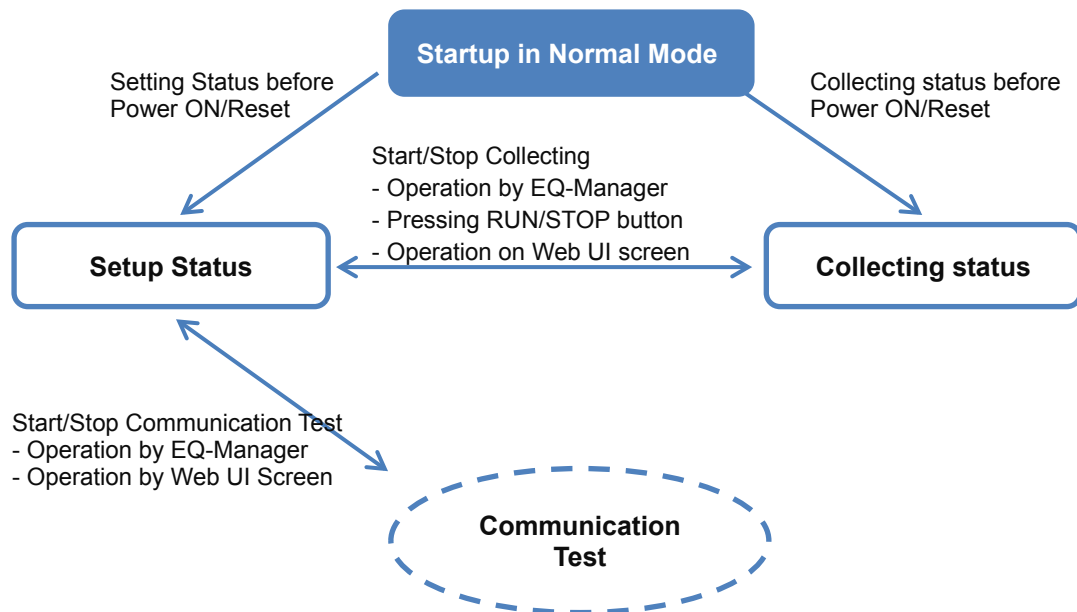 Startup in Normal Mode
Setting Status before
Power ON/Reset
Collecting status before
Power ON/Reset
Start/Stop Collecting
- Operation by EQ-Manager
- Pressing RUN/STOP button
- Operation on Web UI screen
Setup Status
Collecting status
Start/Stop Communication Test
- Operation by EQ-Manager
- Operation by Web UI Screen
Communication
Test